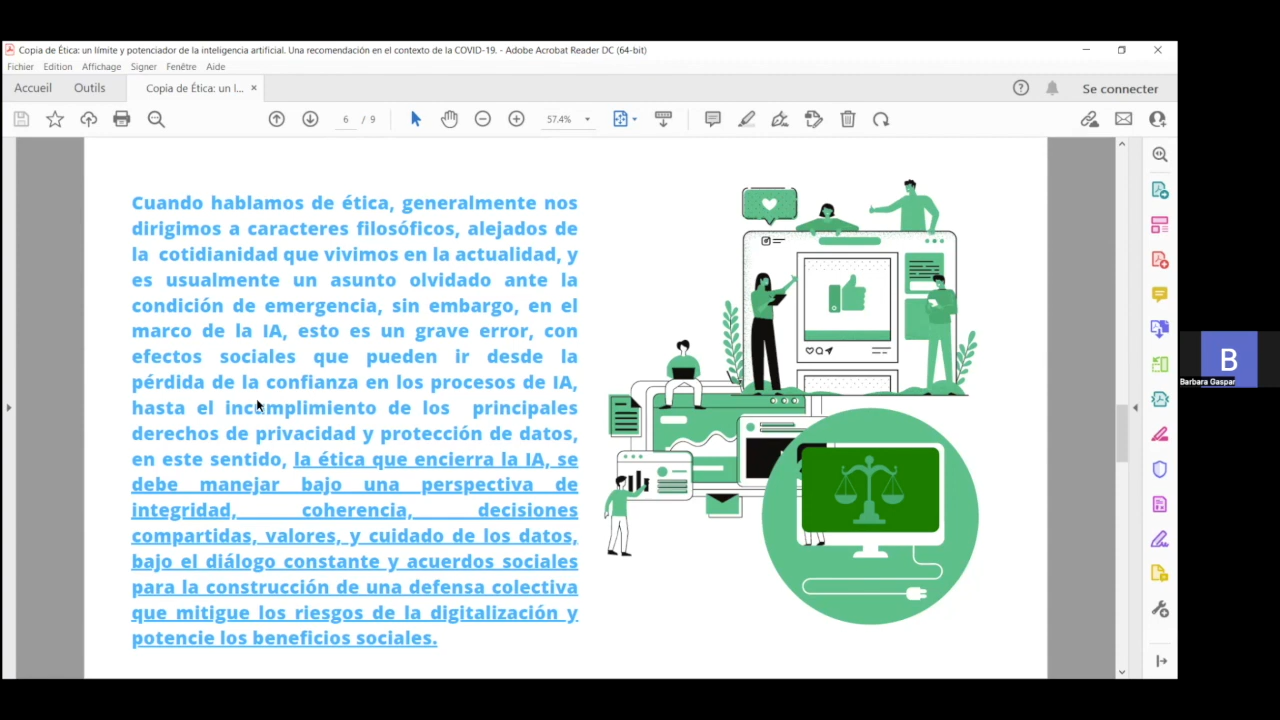 Copia de Ética: un límite y potenciador de la inteligencia artificial. Una recomendación en el contexto de la COVID-19. - Adobe Acrobat Reader DC (64-bit)
Fichier Edition Affichage Signer Fenêtre Aide
Accueil Outils Copia de Ética: un l... × Se connecter
6 / 9 57.4%
Cuando hablamos de ética, generalmente nos
dirigimos a caracteres filosóficos, alejados de
la cotidianidad que vivimos en la actualidad, y
es usualmente un asunto olvidado ante la
condición de emergencia, sin embargo, en el
marco de la IA, esto es un grave error, con
efectos sociales que pueden ir desde la
pérdida de la confianza en los procesos de IA,
hasta el incumplimiento de los principales
derechos de privacidad y protección de datos,
en este sentido, la ética que encierra la IA, se
debe manejar bajo una perspectiva de
integridad, coherencia, decisiones
compartidas, valores, y cuidado de los datos,
bajo el diálogo constante y acuerdos sociales
para la construcción de una defensa colectiva
que mitigue los riesgos de la digitalización y
potencie los beneficios sociales.
B
Barbara Gaspar